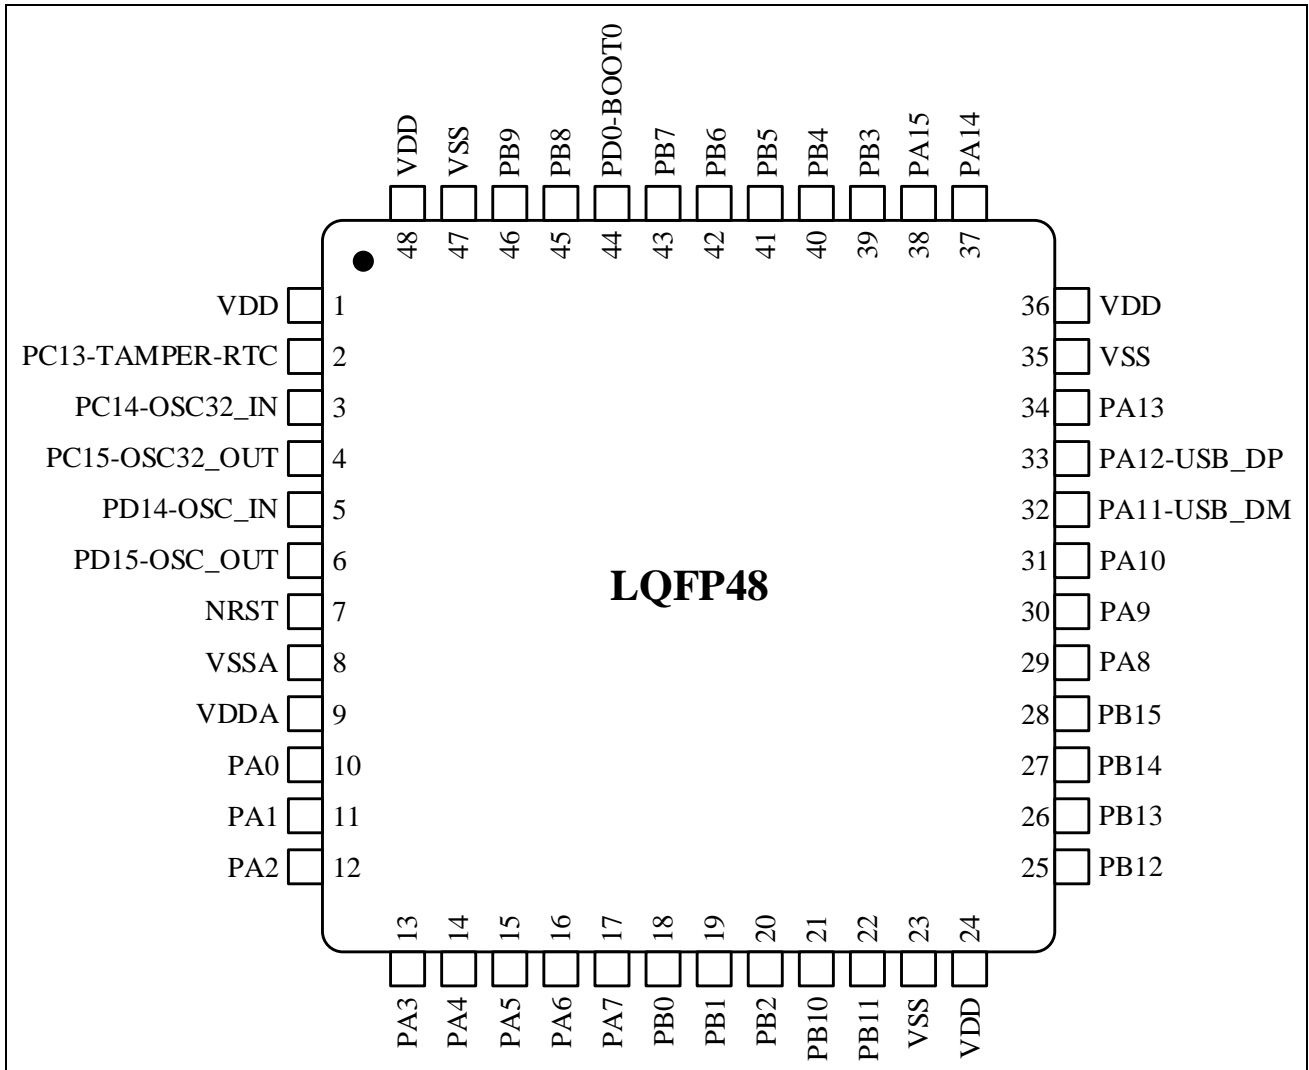 VDD
VSS
PB9
PB8
PD0-BOOT0
PB7
PB6
PB5
PB4
PB3
PA15
PA14
48
47
46
45
44
43
42
41
40
39
38
37
VDD 1
PC13-TAMPER-RTC 2
PC14-OSC32_IN 3
PC15-OSC32_OUT 4
PD14-OSC_IN 5
PD15-OSC_OUT 6
NRST 7
VSSA 8
VDDA 9
PA0 10
PA1 11
PA2 12
LQFP48
36 VDD
35 VSS
34 PA13
33 PA12-USB_DP
32 PA11-USB_DM
31 PA10
30 PA9
29 PA8
28 PB15
27 PB14
26 PB13
25 PB12
13
14
15
16
17
18
19
20
21
22
23
24
PA3
PA4
PA5
PA6
PA7
PB0
PB1
PB2
PB10
PB11
VSS
VDD